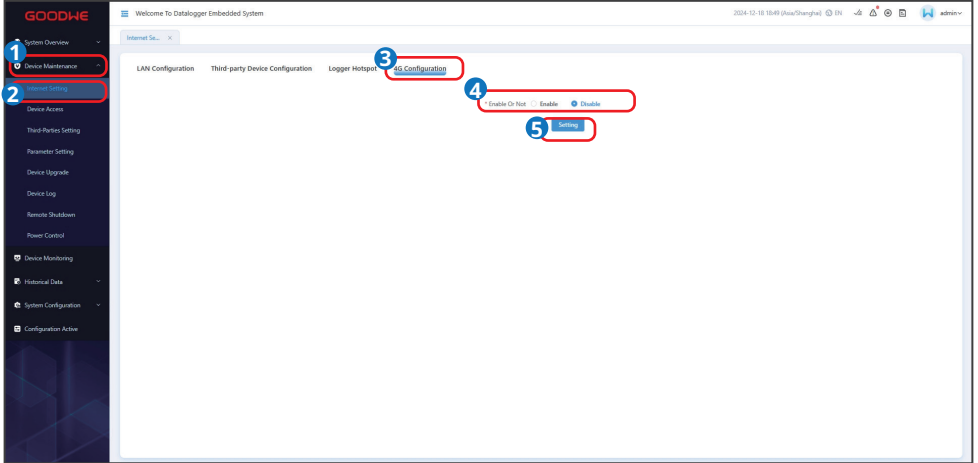 GOODWE
Welcome To Datalogger Embedded System
2024-12-18 18:49 (Asia/Shanghai)
EN
admin
System Overview
Internet Se... ×
1
Device Maintenance
2
Internet Setting
Device Access
Third-Parties Setting
Parameter Setting
Device Upgrade
Device Log
Remote Shutdown
Power Control
Device Monitoring
Historical Data
System Configuration
Configuration Active
LAN Configuration
Third-party Device Configuration
Logger Hotspot
3
4G Configuration
4
* Enable Or Not
Enable
Disable
5
Setting